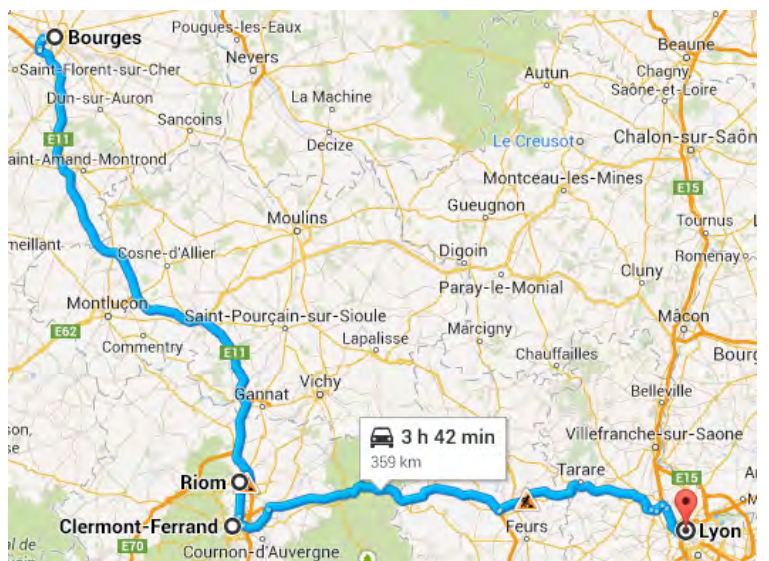 Bourges
Pougues-les-Eaux
Nevers
Beaune
Chagny
Saône-et-Loire
Saint-Florent-sur-Cher
Autun
Dun-sur-Auron
La Machine
Sancoins
Decize
Le Creusot
Chalon-sur-Saôn
E11
aint-Amand-Montrond
Montceau-les-Mines
E15
Gueugnon
Moulins
Tournus
meillant
Cosne-d'Allier
Digoin
Romenay
Paray-le-Monial
Cluny
Montluçon
Saint-Pourçain-sur-Sioule
Mâcon
E62
Commentry
Lapalisse
Marcigny
E11
Chauffailles
Bourg
Vichy
Gannat
Belleville
son,
se
3 h 42 min
359 km
Villefranche-sur-Saone
Riom
Tarare
E15
Clermont-Ferrand
Feurs
Lyon
E70
Cournon-d'Auvergne